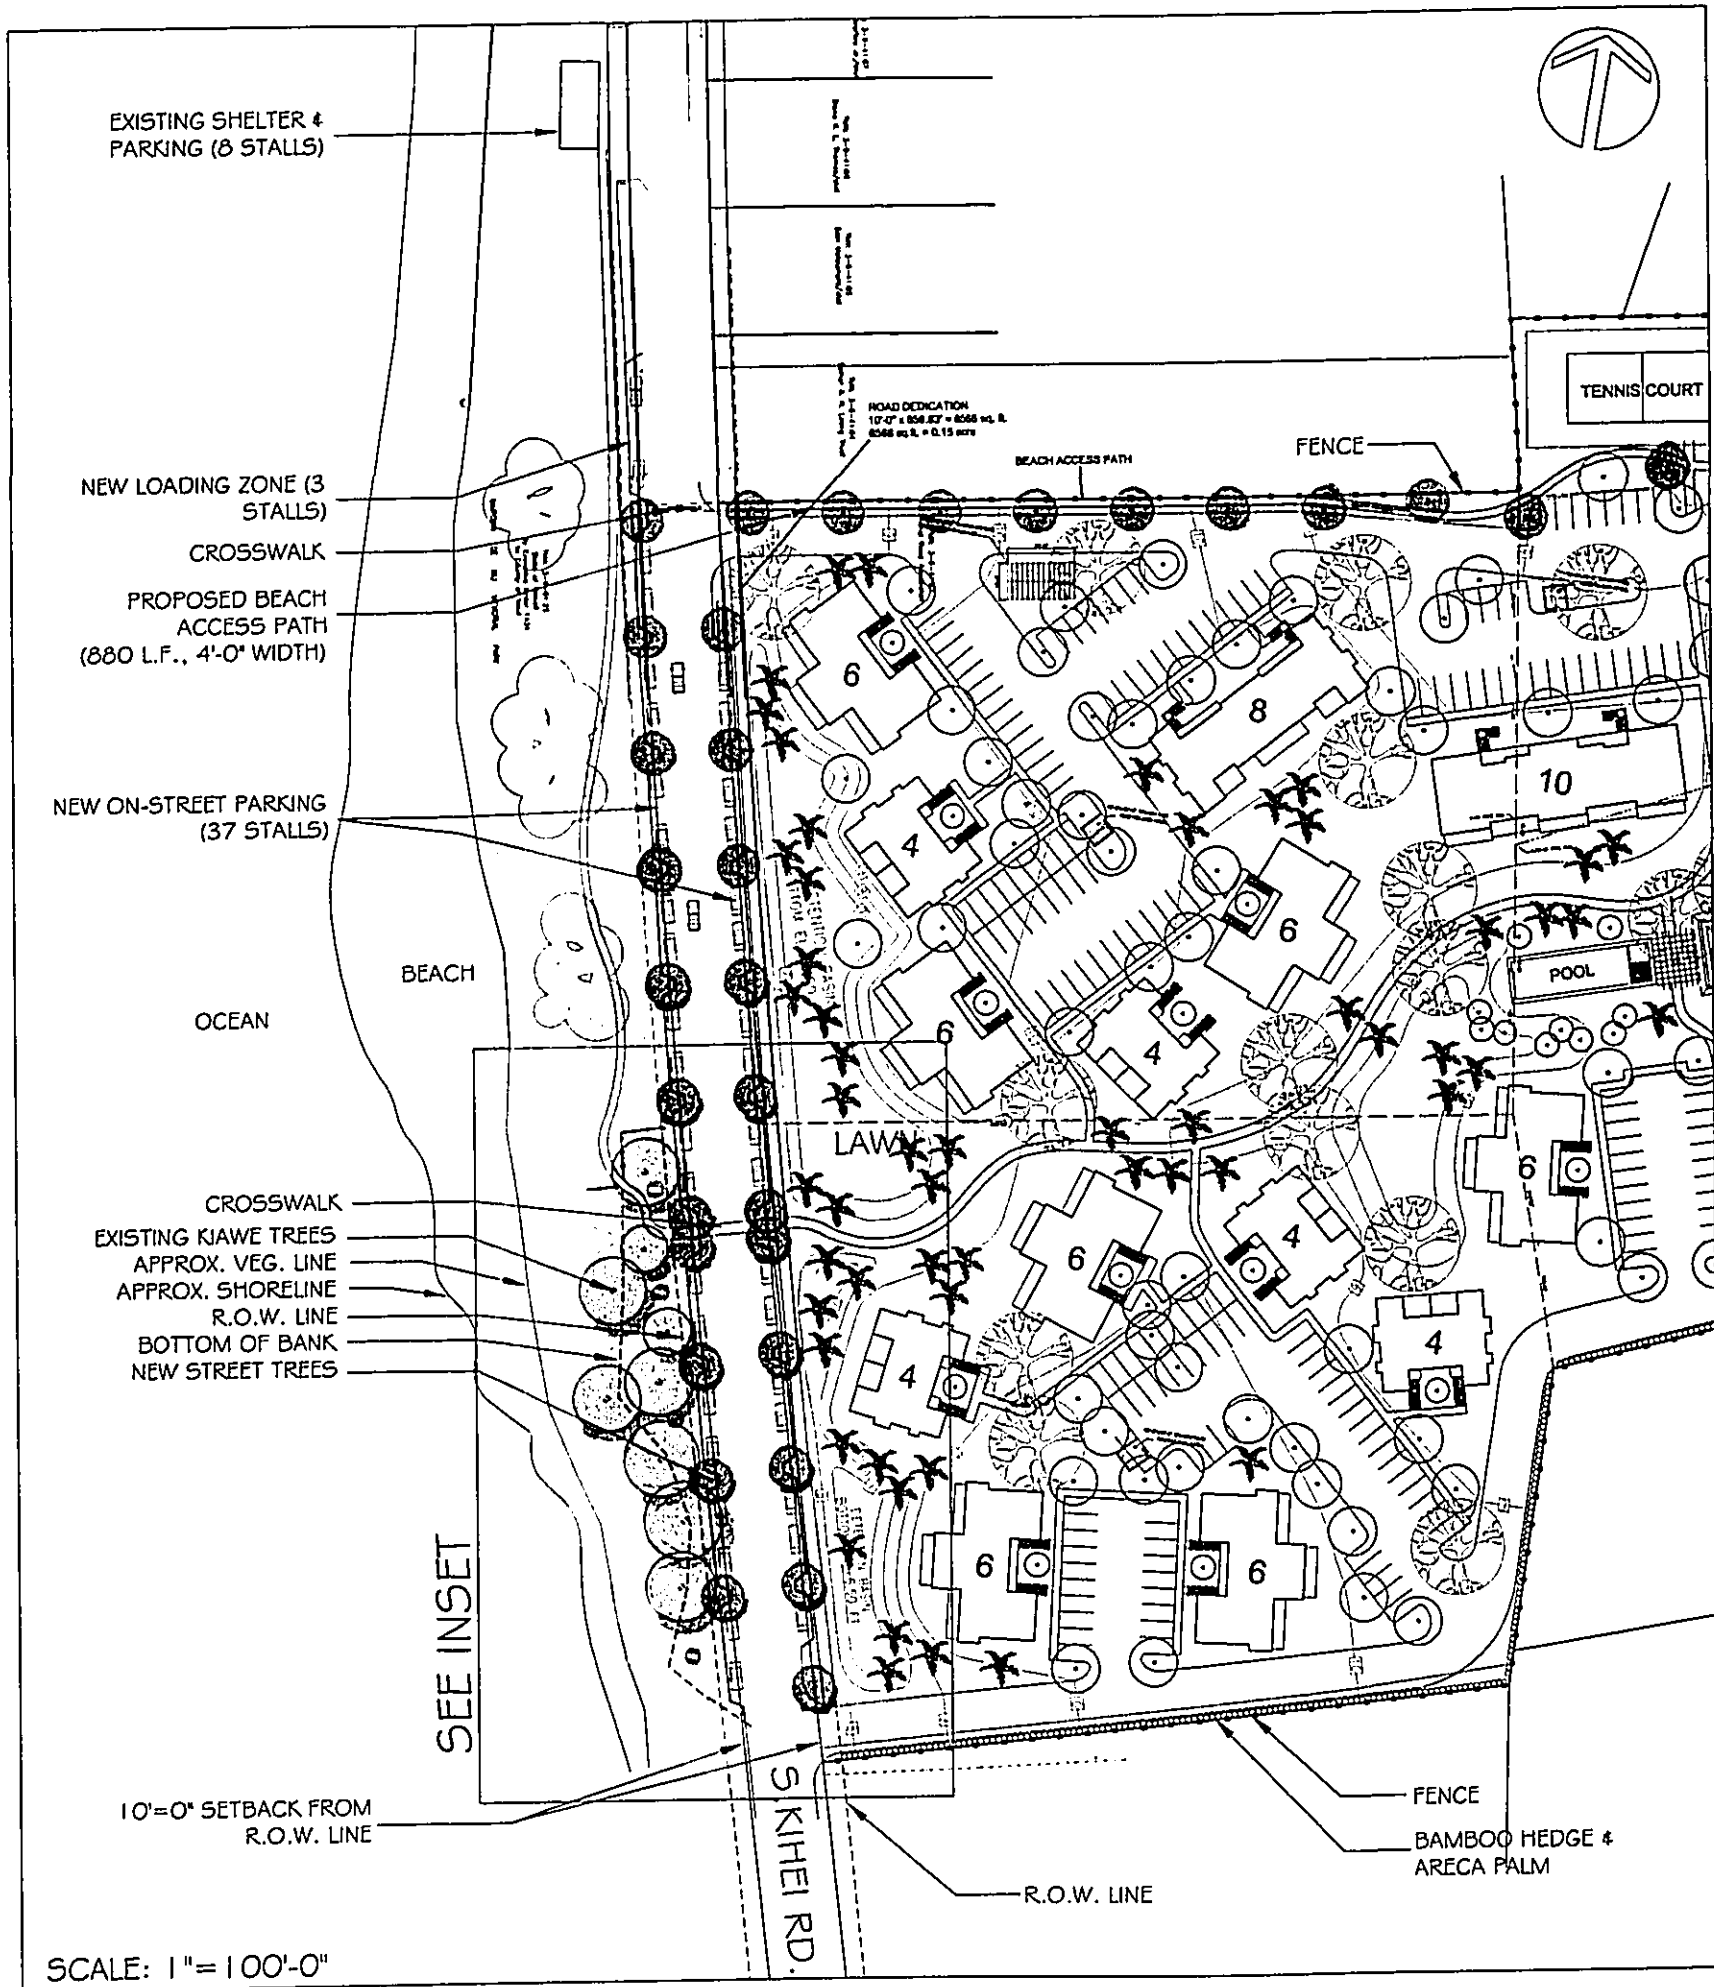 EXISTING SHELTER &
PARKING (8 STALLS)
TENNIS COURT
ROAD DEDICATION
BEACH ACCESS PATH
FENCE
NEW LOADING ZONE (3
STALLS)
CROSSWALK
PROPOSED BEACH
ACCESS PATH
(880 L.F., 4'-0" WIDTH)
6
8
10
NEW ON-STREET PARKING
(37 STALLS)
4
6
BEACH
POOL
OCEAN
6
4
LAWN
6
CROSSWALK
EXISTING KIAWE TREES
APPROX. VEG. LINE
APPROX. SHORELINE
R.O.W. LINE
BOTTOM OF BANK
NEW STREET TREES
6
4
4
4
6
6
SEE INSET
10'=0" SETBACK FROM
R.O.W. LINE
S. KIHEI RD.
FENCE
BAMBOO HEDGE &
ARECA PALM
R.O.W. LINE
SCALE: 1"=100'-0"